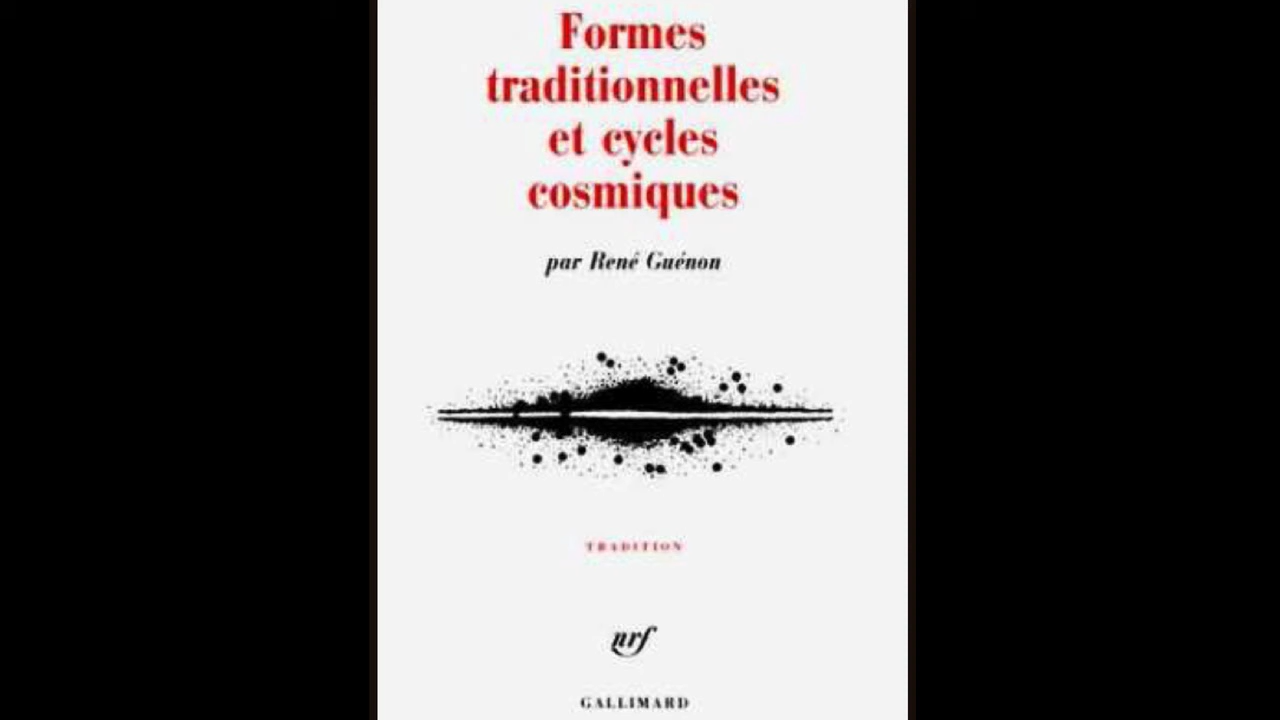 Formes
traditionnelles
et cycles
cosmiques
par René Guénon
TRADITION
nrf
GALLIMARD